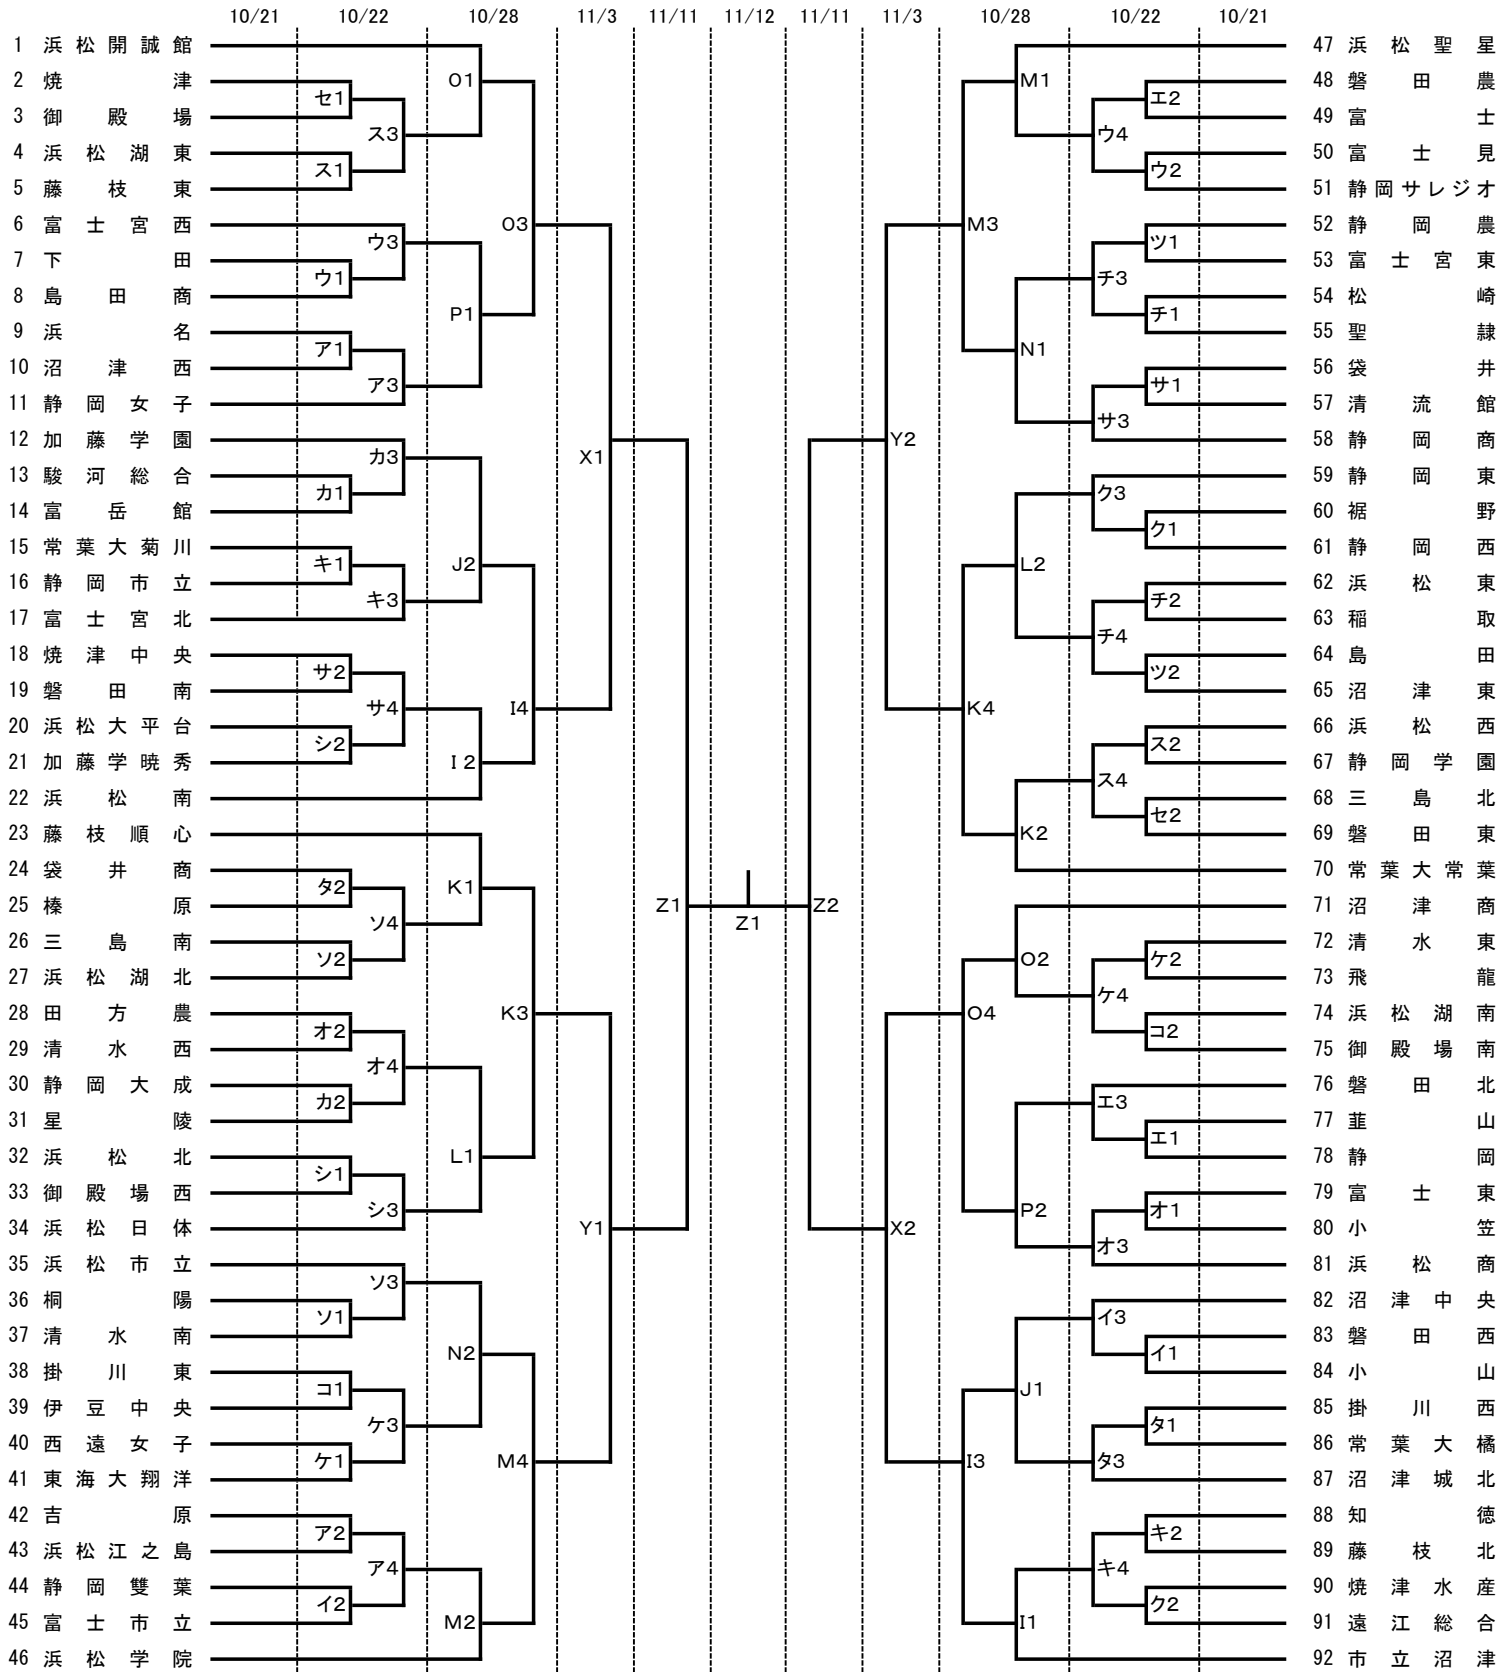 10/21 10/22 10/28 11/3 11/11 11/12 11/11 11/3 10/28 10/22 10/21
1 浜松開誠館
2 焼津
3 御殿場
4 浜松湖東
5 藤枝東
6 富士宮西
7 下田
8 島田商
9 浜名
10 沼津西
11 静岡女子
12 加藤学園
13 駿河総合
14 富岳館
15 常葉大菊川
16 静岡市立
17 富士宮北
18 焼津中央
19 磐田南
20 浜松大平台
21 加藤学暁秀
22 浜松南
23 藤枝順心
24 袋井商
25 榛原
26 三島南
27 浜松湖北
28 田方農
29 清水西
30 静岡大成
31 星陵
32 浜松北
33 御殿場西
34 浜松日体
35 浜松市立
36 桐陽
37 清水南
38 掛川東
39 伊豆中央
40 西遠女子
41 東海大翔洋
42 吉原
43 浜松江之島
44 静岡雙葉
45 富士市立
46 浜松学院
セ1
ス1
ウ1
ア1
カ1
キ1
サ2
シ2
タ2
ソ2
オ2
カ2
シ1
ソ1
コ1
ケ1
ア2
イ2
ス3
ウ3
ア3
カ3
キ3
サ4
ソ4
オ4
シ3
ソ3
ケ3
ア4
O1
P1
J2
I2
K1
L1
N2
M2
O3
I4
K3
M4
X1
Y1
Z1
Z1
Z2
Y2
X2
M3
K4
O4
I3
M1
N1
L2
K2
O2
P2
J1
I1
ウ4
チ3
サ3
ク3
チ4
ス4
ケ4
エ3
オ3
イ3
タ3
キ4
エ2
ウ2
ツ1
チ1
サ1
ク1
チ2
ツ2
ス2
セ2
ケ2
コ2
エ1
オ1
イ1
タ1
キ2
ク2
47 浜松聖星
48 磐田農
49 富士
50 富士見
51 静岡サレジオ
52 静岡農
53 富士宮東
54 松崎
55 聖隷
56 袋井
57 清流館
58 静岡商
59 静岡東
60 裾野
61 静岡西
62 浜松東
63 稲取
64 島田
65 沼津東
66 浜松西
67 静岡学園
68 三島北
69 磐田東
70 常葉大常葉
71 沼津商
72 清水東
73 飛龍
74 浜松湖南
75 御殿場南
76 磐田北
77 韮山
78 静岡
79 富士東
80 小笠
81 浜松商
82 沼津中央
83 磐田西
84 小山
85 掛川西
86 常葉大橘
87 沼津城北
88 知徳
89 藤枝北
90 焼津水産
91 遠江総合
92 市立沼津